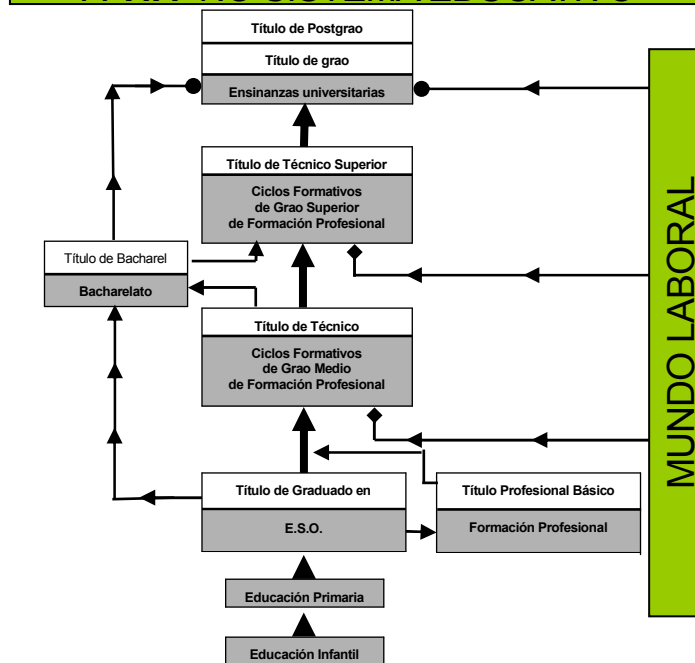 Título de Postgrao
Título de grao
Ensinanzas universitarias
Título de Técnico Superior
Ciclos Formativos
de Grao Superior
de Formación Profesional
Título de Bacharel
Bacharelato
Título de Técnico
Ciclos Formativos
de Grao Medio
de Formación Profesional
Título de Graduado en
E.S.O.
Título Profesional Básico
Formación Profesional
Educación Primaria
Educación Infantil
MUNDO LABORAL